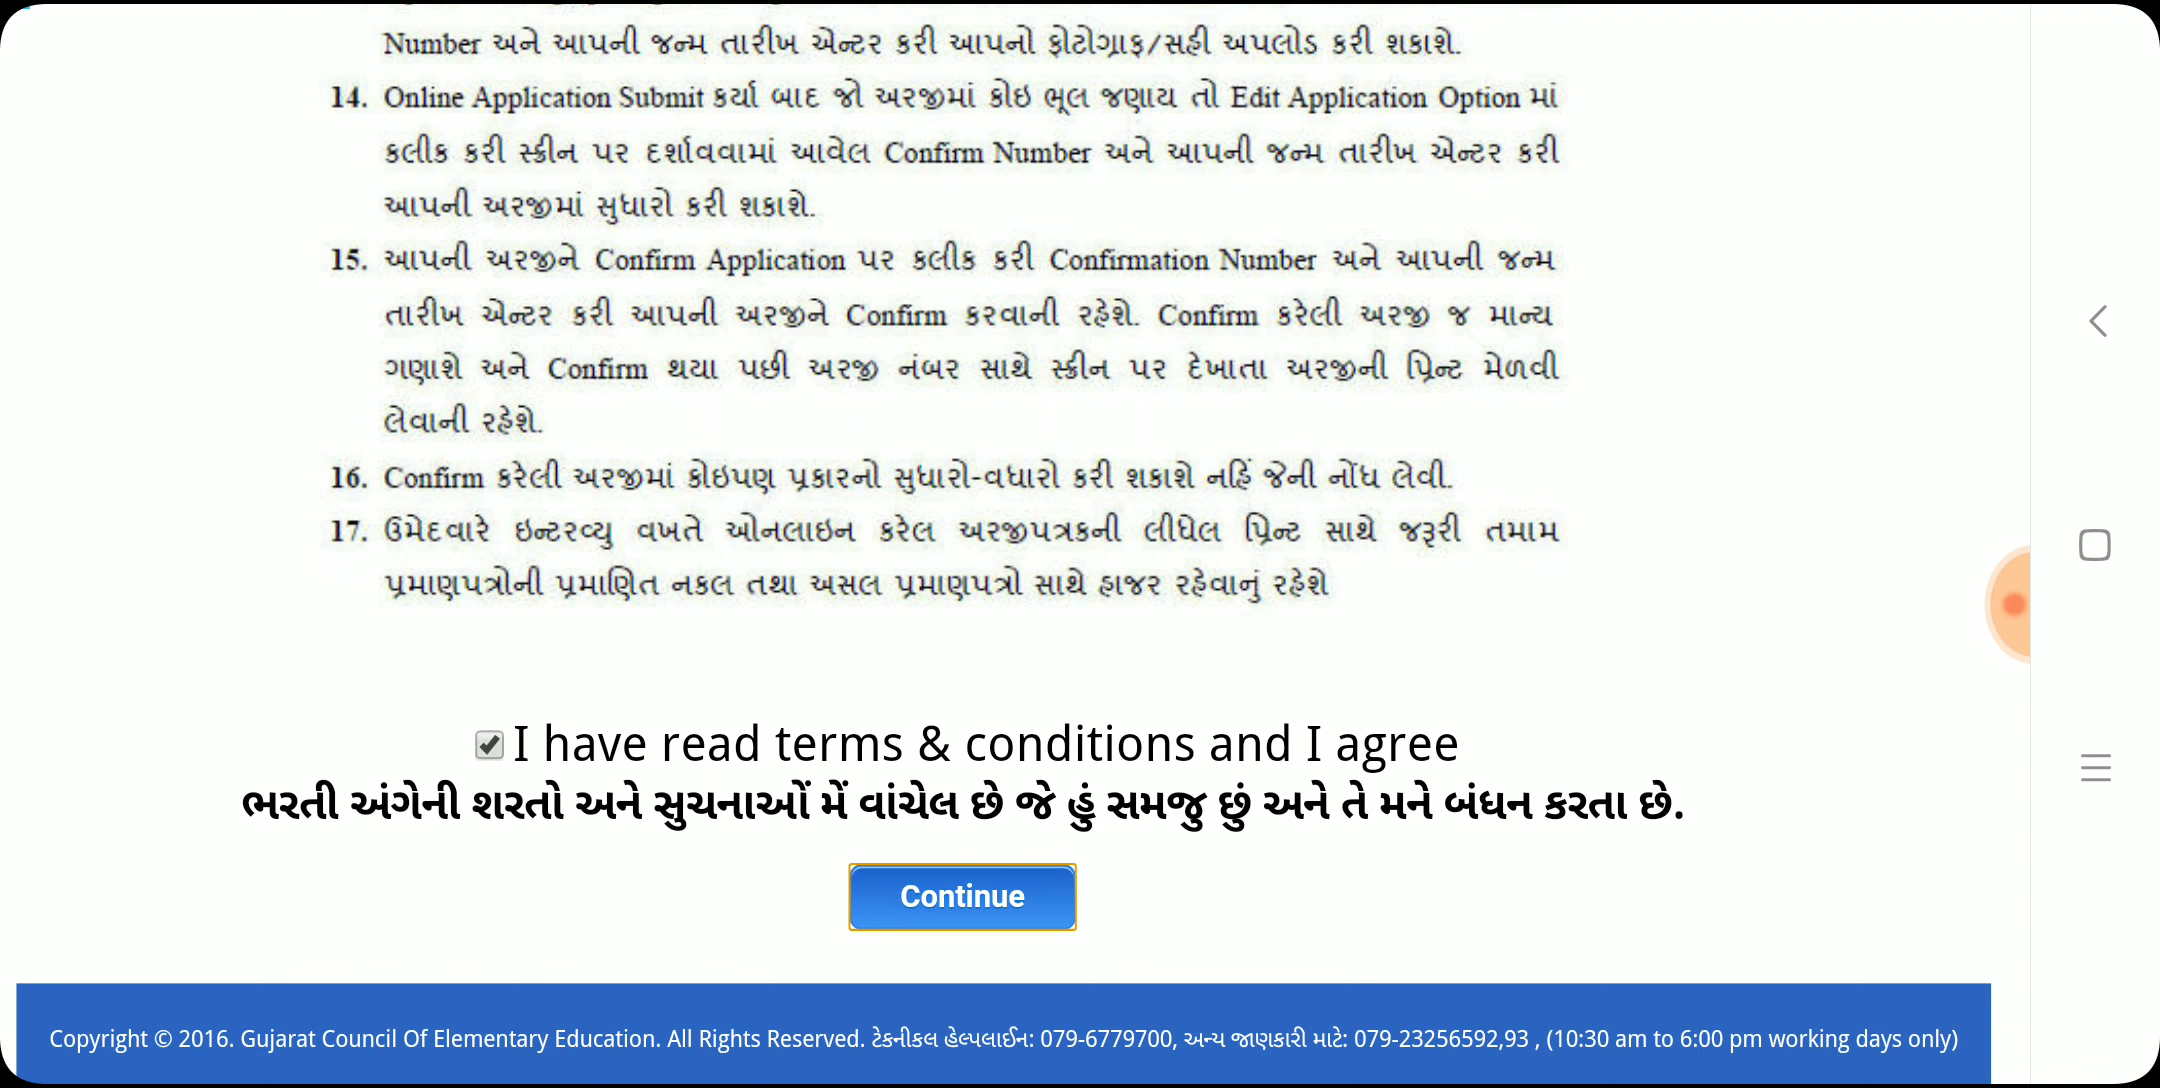 Number અને આપની જન્મ તારીખ એન્ટર કરી આપનો ફોટોગ્રાફ/સહી અપલોડ કરી શકાશે.
14. Online Application Submit કર્યા બાદ જો અરજીમાં કોઇ ભૂલ જણાય તો Edit Application Option માં
કલીક કરી સ્ક્રીન પર દર્શાવવામાં આવેલ Confirm Number અને આપની જન્મ તારીખ એન્ટર કરી
આપની અરજીમાં સુધારો કરી શકાશે.
15. આપની અરજીને Confirm Application પર કલીક કરી Confirmation Number અને આપની જન્મ
તારીખ એન્ટર કરી આપની અરજીને Confirm કરવાની રહેશે. Confirm કરેલી અરજી જ માન્ય
ગણાશે અને Confirm થયા પછી અરજી નંબર સાથે સ્ક્રીન પર દેખાતા અરજીની પ્રિન્ટ મેળવી
લેવાની રહેશે.
16. Confirm કરેલી અરજીમાં કોઇપણ પ્રકારનો સુધારો-વધારો કરી શકાશે નહિં જેની નોંધ લેવી.
17. ઉમેદવારે ઇન્ટરવ્યુ વખતે ઓનલાઇન કરેલ અરજીપત્રકની લીધેલ પ્રિન્ટ સાથે જરૂરી તમામ
પ્રમાણપત્રોની પ્રમાણિત નકલ તથા અસલ પ્રમાણપત્રો સાથે હાજર રહેવાનું રહેશે
I have read terms & conditions and I agree
ભરતી અંગેની શરતો અને સુચનાઓં મેં વાંચેલ છે જે હું સમજુ છું અને તે મને બંધન કરતા છે.
Continue
Copyright © 2016. Gujarat Council Of Elementary Education. All Rights Reserved. ટેકનીકલ હેલ્પલાઈન: 079-6779700, અન્ય જાણકારી માટે: 079-23256592,93 , (10:30 am to 6:00 pm working days only)